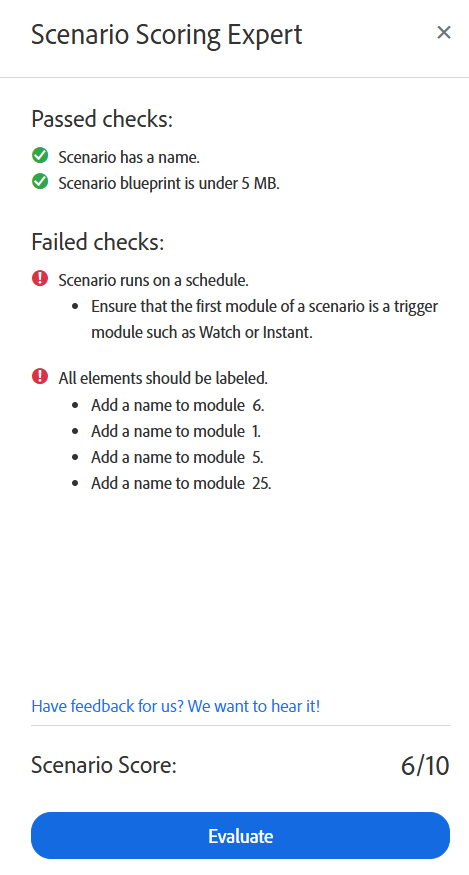 Scenario Scoring Expert
Passed checks:
Scenario has a name.
Scenario blueprint is under 5 MB.
Failed checks:
Scenario runs on a schedule.
Ensure that the first module of a scenario is a trigger
module such as Watch or Instant.
All elements should be labeled.
Add a name to module 6.
Add a name to module 1.
Add a name to module 5.
Add a name to module 25.
Have feedback for us? We want to hear it!
Scenario Score:
6/10
Evaluate